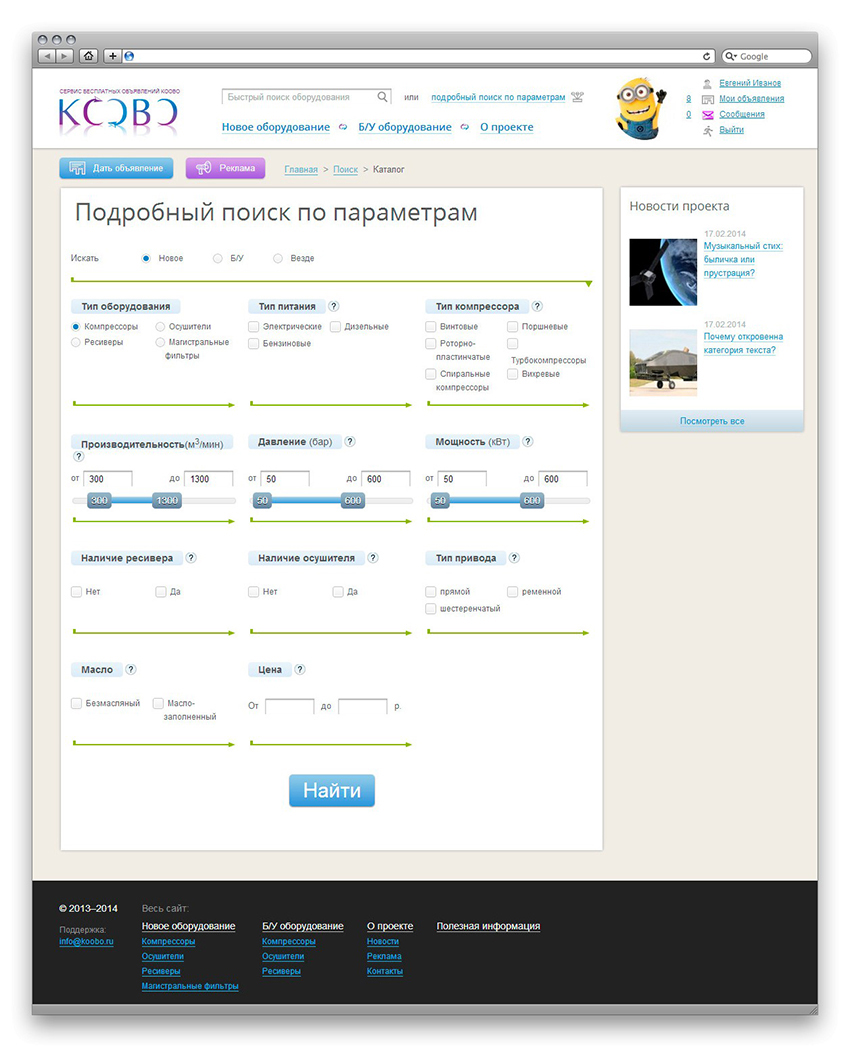 Google
СЕРВИС БЕСПЛАТНЫХ ОБЪЯВЛЕНИЙ КООВО
КООВО
Быстрый поиск оборудования
или
подробный поиск по параметрам
Новое оборудование
Б/У оборудование
О проекте
Евгений Иванов
8 Мои объявления
0 Сообщения
Выйти
Дать объявление
Реклама
Главная > Поиск > Каталог
Подробный поиск по параметрам
Искать Новое Б/У Везде
Тип оборудования
Компрессоры Осушители
Ресиверы Магистральные
фильтры
Тип питания ?
Электрические Дизельные
Бензиновые
Тип компрессора ?
Винтовые Поршневые
Роторно-
пластинчатые
Турбокомпрессоры
Спиральные Вихревые
компрессоры
Производительность(м3/мин)
?
от 300 до 1300
300 1300
Давление (бар) ?
от 50 до 600
50 600
Мощность (кВт) ?
от 50 до 600
50 600
Наличие ресивера ?
Нет Да
Наличие осушителя ?
Нет Да
Тип привода ?
прямой ременной
шестеренчатый
Масло ?
Безмасляный Масло-
заполненный
Цена ?
От до р.
Найти
Новости проекта
17.02.2014
Музыкальный стих:
быличка или
прустрация?
17.02.2014
Почему откровенна
категория текста?
Посмотреть все
© 2013–2014
Поддержка:
info@koobo.ru
Весь сайт:
Новое оборудование
Компрессоры
Осушители
Ресиверы
Магистральные фильтры
Б/У оборудование
Компрессоры
Осушители
Ресиверы
О проекте
Новости
Реклама
Контакты
Полезная информация